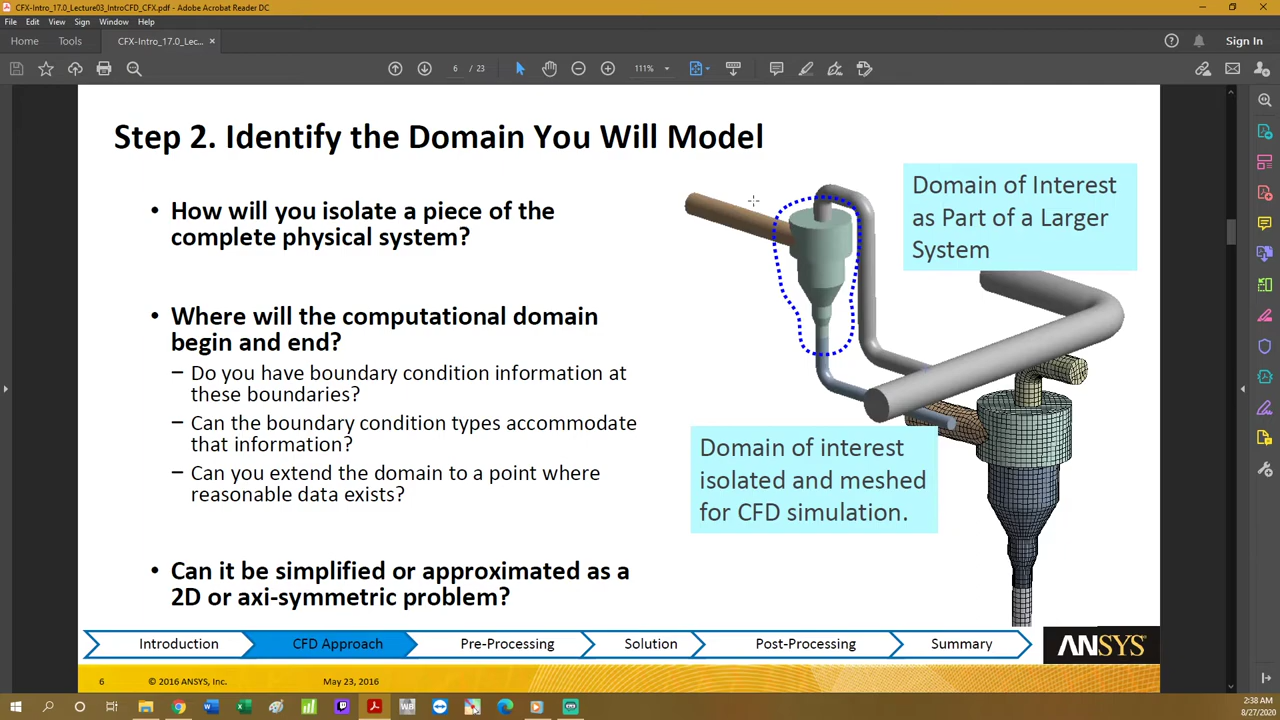 CFX-Intro_17.0_Lecture03_IntroCFD_CFX.pdf - Adobe Acrobat Reader DC
File Edit View Sign Window Help
Home Tools CFX-Intro_17.0_Lec... × Sign In
6 / 23 111%
Step 2. Identify the Domain You Will Model
• How will you isolate a piece of the
complete physical system?
• Where will the computational domain
begin and end?
– Do you have boundary condition information at
these boundaries?
– Can the boundary condition types accommodate
that information?
– Can you extend the domain to a point where
reasonable data exists?
• Can it be simplified or approximated as a
2D or axi-symmetric problem?
Domain of Interest
as Part of a Larger
System
Domain of interest
isolated and meshed
for CFD simulation.
Introduction CFD Approach Pre-Processing Solution Post-Processing Summary
ANSYS
6 © 2016 ANSYS, Inc. May 23, 2016
WB
2:38 AM
8/27/2020